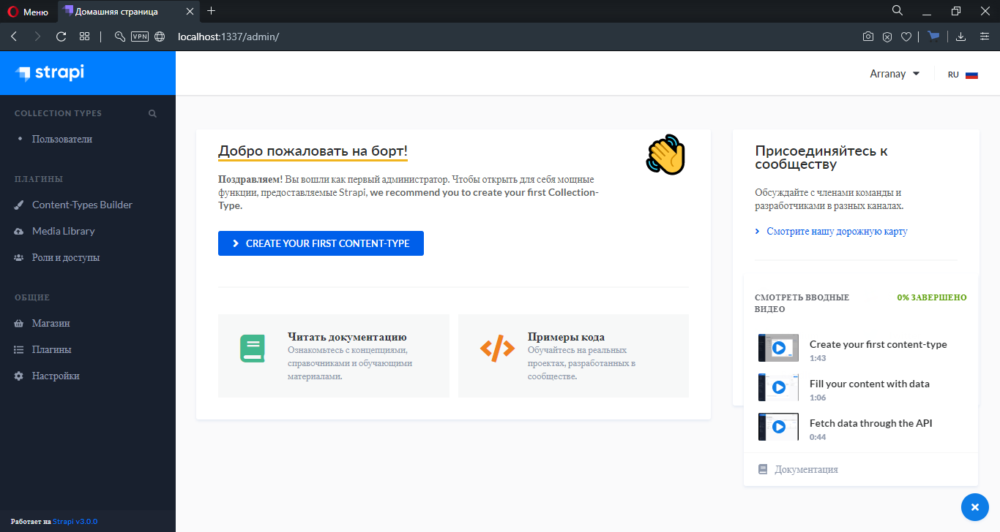 Меню
Домашняя страница
VPN
localhost:1337/admin/
strapi
Arranay
RU
COLLECTION TYPES
Пользователи
ПЛАГИНЫ
Content-Types Builder
Media Library
Роли и доступы
ОБЩИЕ
Магазин
Плагины
Настройки
Работает на Strapi v3.0.0
Добро пожаловать на борт!
Поздравляем! Вы вошли как первый администратор. Чтобы открыть для себя мощные
функции, предоставляемые Strapi, we recommend you to create your first Collection-
Type.
CREATE YOUR FIRST CONTENT-TYPE
Читать документацию
Ознакомьтесь с концепциями,
справочниками и обучающими
материалами.
Примеры кода
Обучайтесь на реальных
проектах, разработанных в
сообществе.
Присоединяйтесь к
сообществу
Обсуждайте с членами команды и
разработчиками в разных каналах.
Смотрите нашу дорожную карту
СМОТРЕТЬ ВВОДНЫЕ
ВИДЕО
0% ЗАВЕРШЕНО
Create your first content-type
1:43
Fill your content with data
1:06
Fetch data through the API
0:44
Документация